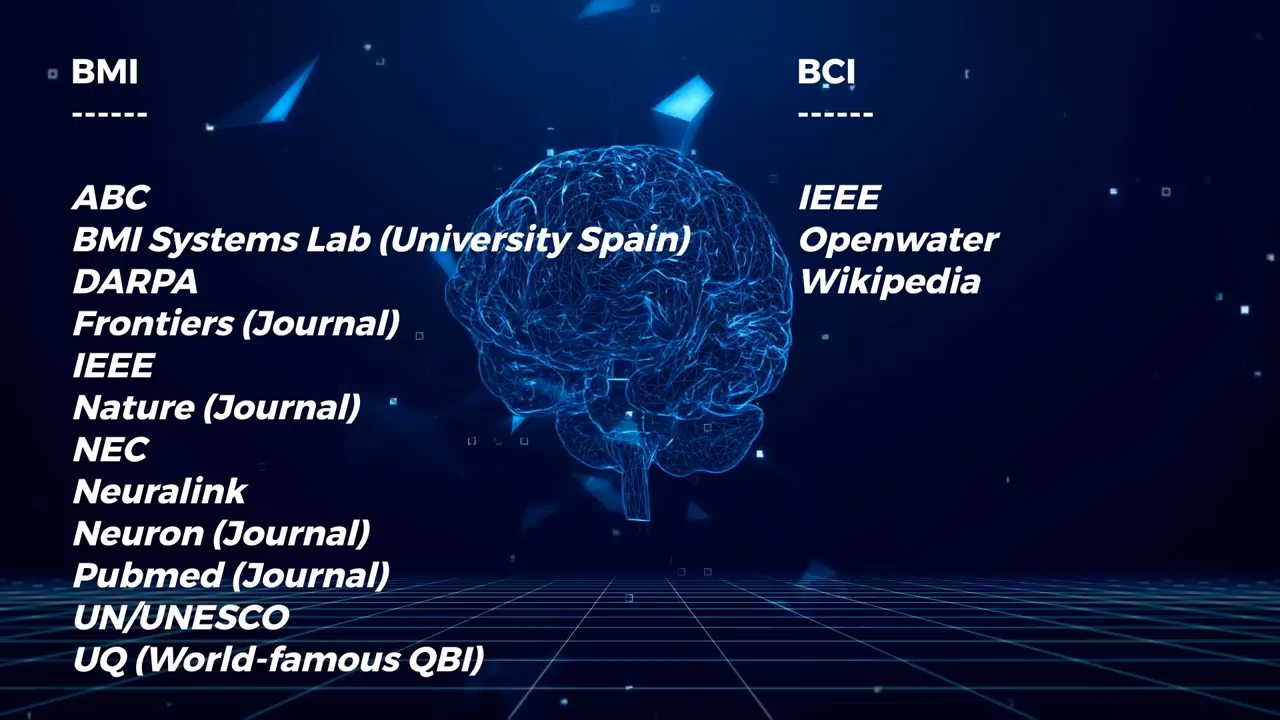 BMI
------
ABC
BMI Systems Lab (University Spain)
DARPA
Frontiers (Journal)
IEEE
Nature (Journal)
NEC
Neuralink
Neuron (Journal)
Pubmed (Journal)
UN/UNESCO
UQ (World-famous QBI)
BCI
------
IEEE
Openwater
Wikipedia